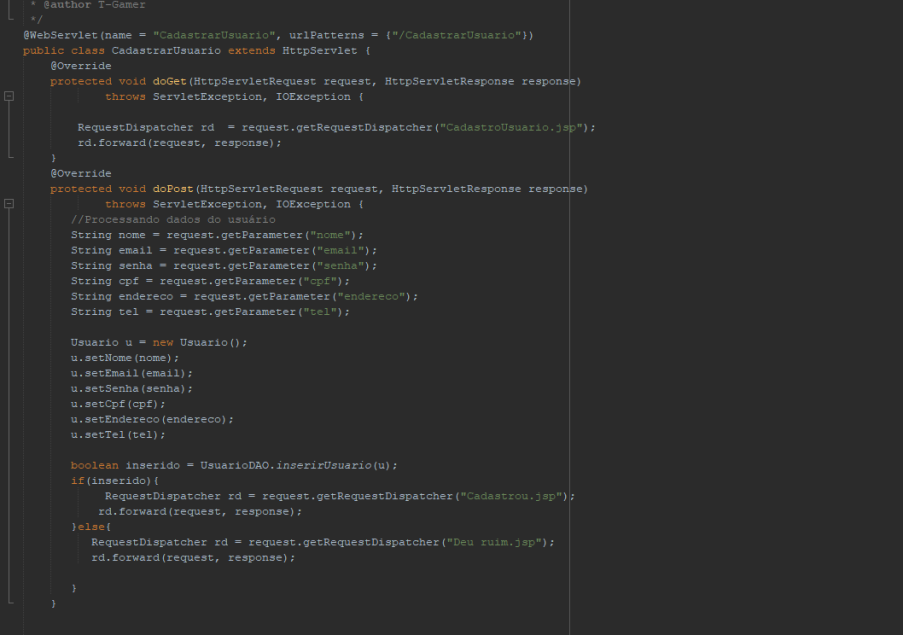 * @author T-Gamer
*/
@WebServlet(name = "CadastrarUsuario", urlPatterns = {"/CadastrarUsuario"})
public class CadastrarUsuario extends HttpServlet {
@Override
protected void doGet(HttpServletRequest request, HttpServletResponse response)
throws ServletException, IOException {
RequestDispatcher rd  = request.getRequestDispatcher("CadastroUsuario.jsp");
rd.forward(request, response);
}
@Override
protected void doPost(HttpServletRequest request, HttpServletResponse response)
throws ServletException, IOException {
//Processando dados do usuário
String nome = request.getParameter("nome");
String email = request.getParameter("email");
String senha = request.getParameter("senha");
String cpf = request.getParameter("cpf");
String endereco = request.getParameter("endereco");
String tel = request.getParameter("tel");
Usuario u = new Usuario();
u.setNome(nome);
u.setEmail(email);
u.setSenha(senha);
u.setCpf(cpf);
u.setEndereco(endereco);
u.setTel(tel);
boolean inserido = UsuarioDAO.inserirUsuario(u);
if(inserido){
RequestDispatcher rd = request.getRequestDispatcher("Cadastrou.jsp");
rd.forward(request, response);
}else{
RequestDispatcher rd = request.getRequestDispatcher("Deu ruim.jsp");
rd.forward(request, response);
}
}